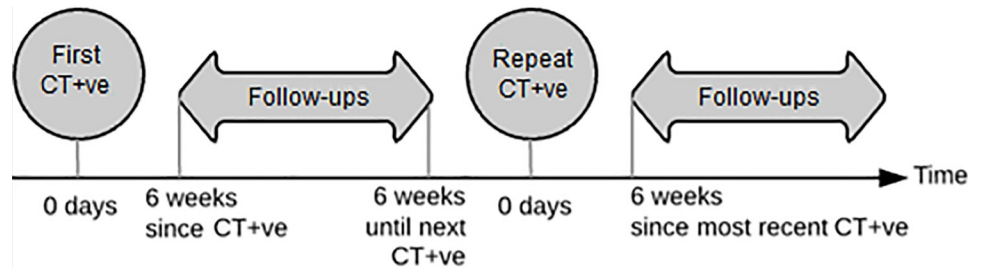 First
CT+ve
Follow-ups
Repeat
CT+ve
Follow-ups
Time
0 days
6 weeks
since CT+ve
6 weeks
until next
CT+ve
0 days
6 weeks
since most recent CT+ve